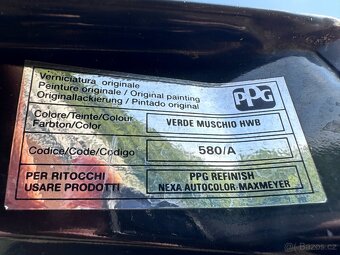 Verniciatura originale
Peinture originale / Original painting
Originallackierung / Pintado original
PPG
Colore/Teinte/Colour
Farbton/Color
VERDE MUSCHIO HWB
Codice/Code/Codigo
580/A
PER RITOCCHI
USARE PRODOTTI
PPG REFINISH
NEXA AUTOCOLOR-MAXMEYER
Bazos.cz